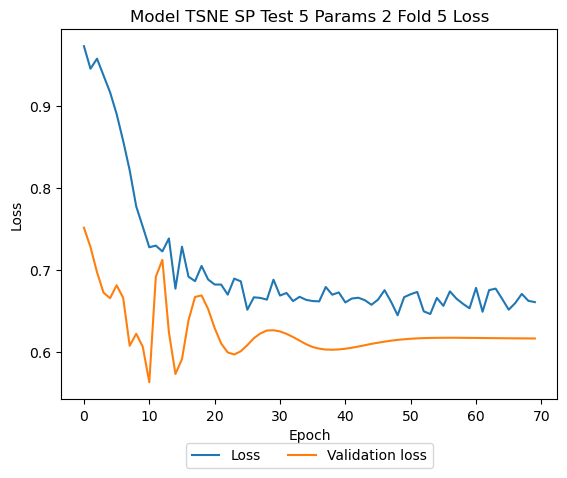 Model TSNE SP Test 5 Params 2 Fold 5 Loss
Loss
0.9
0.8
0.7
0.6
0 10 20 30 40 50 60 70
Epoch
Loss Validation loss